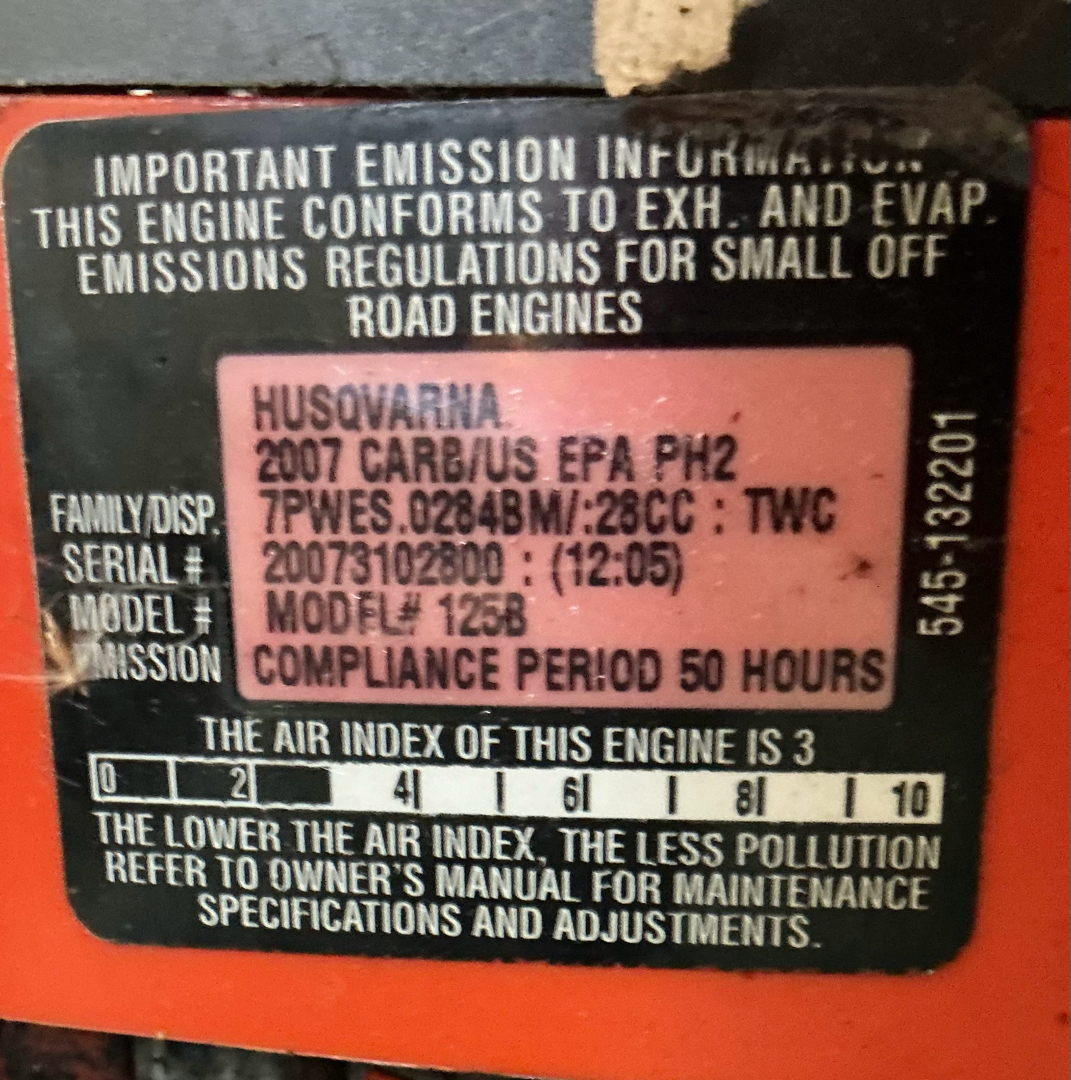 IMPORTANT EMISSION INFORMATION
THIS ENGINE CONFORMS TO EXH. AND EVAP.
EMISSIONS REGULATIONS FOR SMALL OFF
ROAD ENGINES
HUSQVARNA
2007 CARB/US EPA PH2
FAMILY/DISP. 7PWES.0284BM/:28CC : TWC
SERIAL # 20073102800 : (12:05)
MODEL # MODEL# 125B
EMISSION COMPLIANCE PERIOD 50 HOURS
545-132201
THE AIR INDEX OF THIS ENGINE IS 3
0 2 4 6 8 10
THE LOWER THE AIR INDEX, THE LESS POLLUTION
REFER TO OWNER'S MANUAL FOR MAINTENANCE
SPECIFICATIONS AND ADJUSTMENTS.